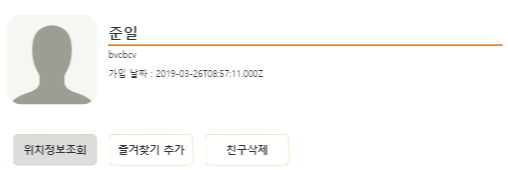 준일
bvcbcv
가입 날짜 : 2019-03-26T08:57:11.000Z
위치정보조회 즐겨찾기 추가 친구삭제